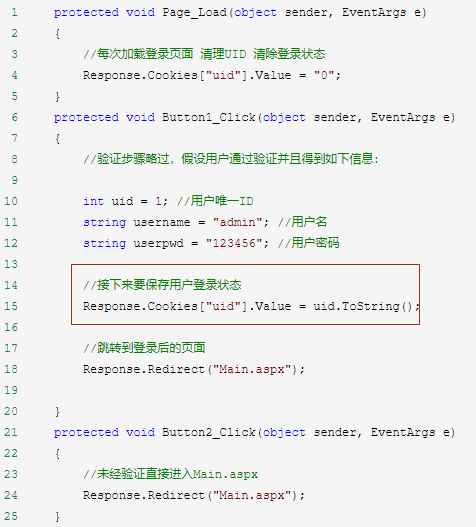 1 protected void Page_Load(object sender, EventArgs e)
2 {
3 //每次加载登录页面 清理UID 清除登录状态
4 Response.Cookies["uid"].Value = "0";
5 }
6 protected void Button1_Click(object sender, EventArgs e)
7 {
8 //验证步骤略过，假设用户通过验证并且得到如下信息：
9
10 int uid = 1; //用户唯一ID
11 string username = "admin"; //用户名
12 string userpwd = "123456"; //用户密码
13
14 //接下来要保存用户登录状态
15 Response.Cookies["uid"].Value = uid.ToString();
16
17 //跳转到登录后的页面
18 Response.Redirect("Main.aspx");
19
20 }
21 protected void Button2_Click(object sender, EventArgs e)
22 {
23 //未经验证直接进入Main.aspx
24 Response.Redirect("Main.aspx");
25 }